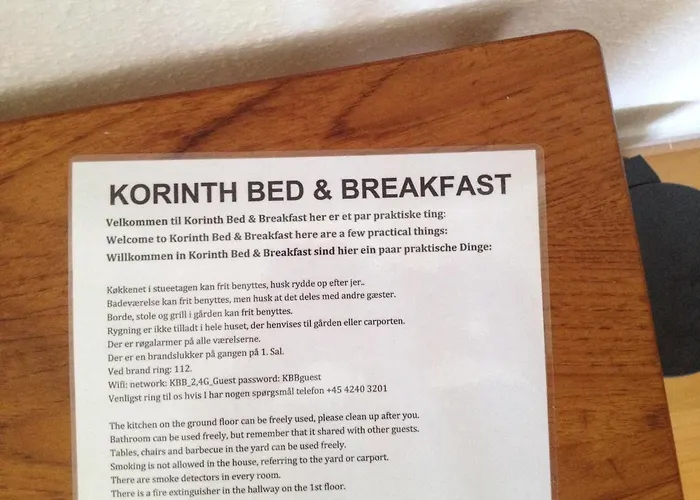 KORINTH BED & BREAKFAST
Velkommen til Korinth Bed & Breakfast her er et par praktiske ting:
Welcome to Korinth Bed & Breakfast here are a few practical things:
Willkommen in Korinth Bed & Breakfast sind hier ein paar praktische Dinge:
Køkkenet i stueetagen kan frit benyttes, husk rydde op efter jer..
Badeværelse kan frit benyttes, men husk at det deles med andre gæster.
Borde, stole og grill i gården kan frit benyttes.
Rygning er ikke tilladt i hele huset, der henvises til gården eller carporten.
Der er røgalarmer på alle værelserne.
Der er en brandslukker på gangen på 1. Sal.
Ved brand ring: 112.
Wifi: network: KBB_2,4G_Guest password: KBBguest
Venligst ring til os hvis I har nogen spørgsmål telefon +45 4240 3201
The kitchen on the ground floor can be freely used, please clean up after you.
Bathroom can be used freely, but remember that it shared with other guests.
Tables, chairs and barbecue in the yard can be used freely.
Smoking is not allowed in the house, referring to the yard or carport.
There are smoke detectors in every room.
There is a fire extinguisher in the hallway on the 1st floor.